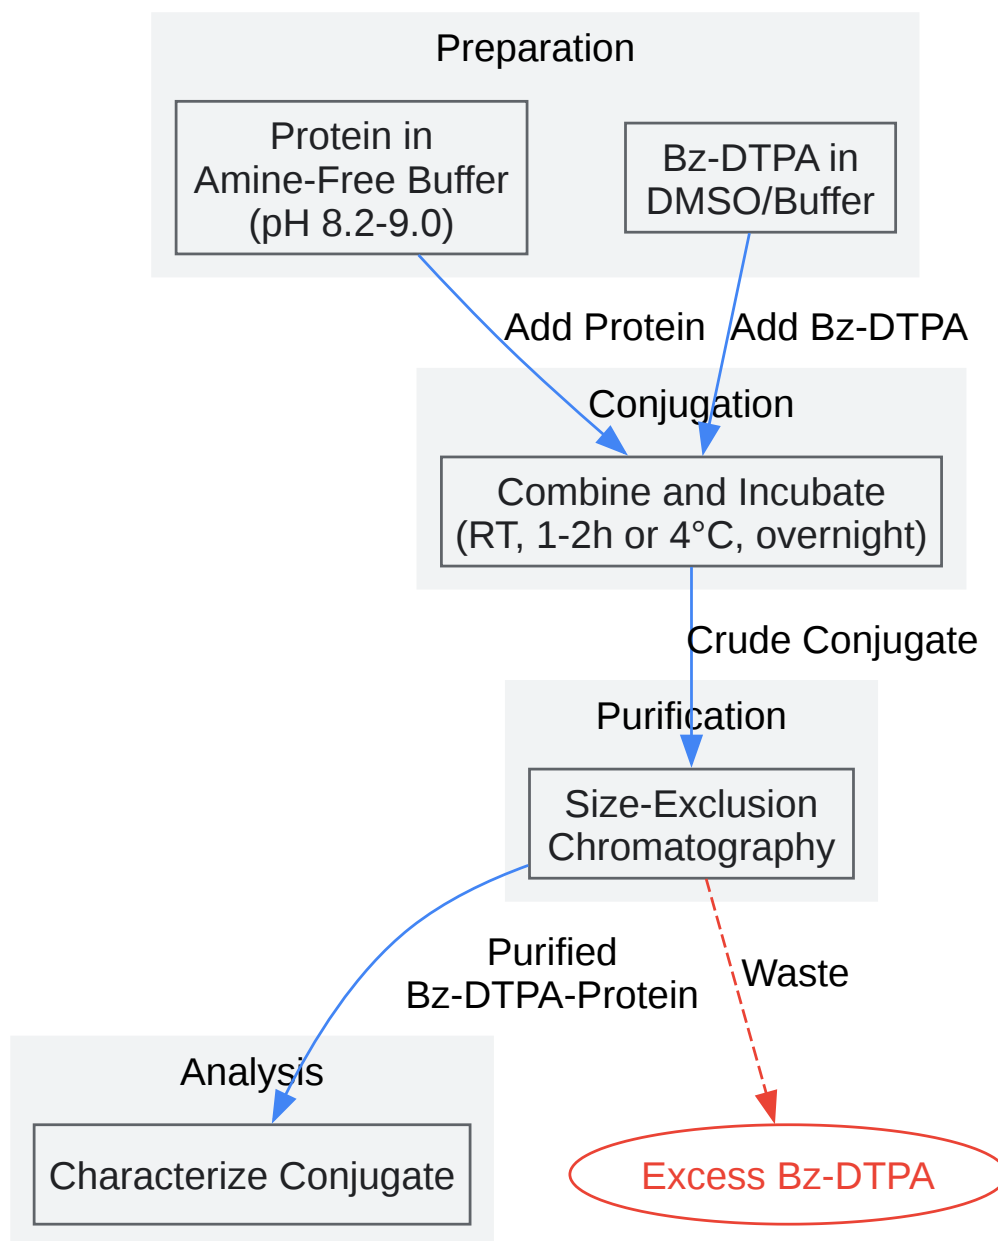 Preparation
Protein in
Amine-Free Buffer
(pH 8.2-9.0)
Bz-DTPA in
DMSO/Buffer
Add Protein
Add Bz-DTPA
Conjugation
Combine and Incubate
(RT, 1-2h or 4°C, overnight)
Crude Conjugate
Purification
Size-Exclusion
Chromatography
Purified
Bz-DTPA-Protein
Waste
Analysis
Characterize Conjugate
Excess Bz-DTPA